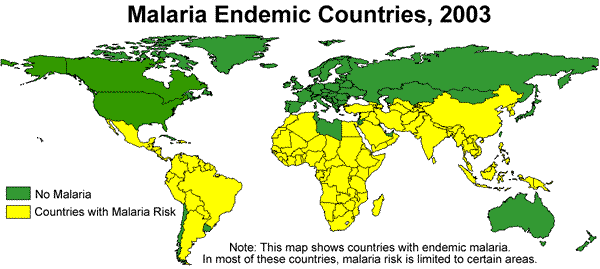 Malaria Endemic Countries, 2003
No Malaria
Countries with Malaria Risk
Note: This map shows countries with endemic malaria.
In most of these countries, malaria risk is limited to certain areas.